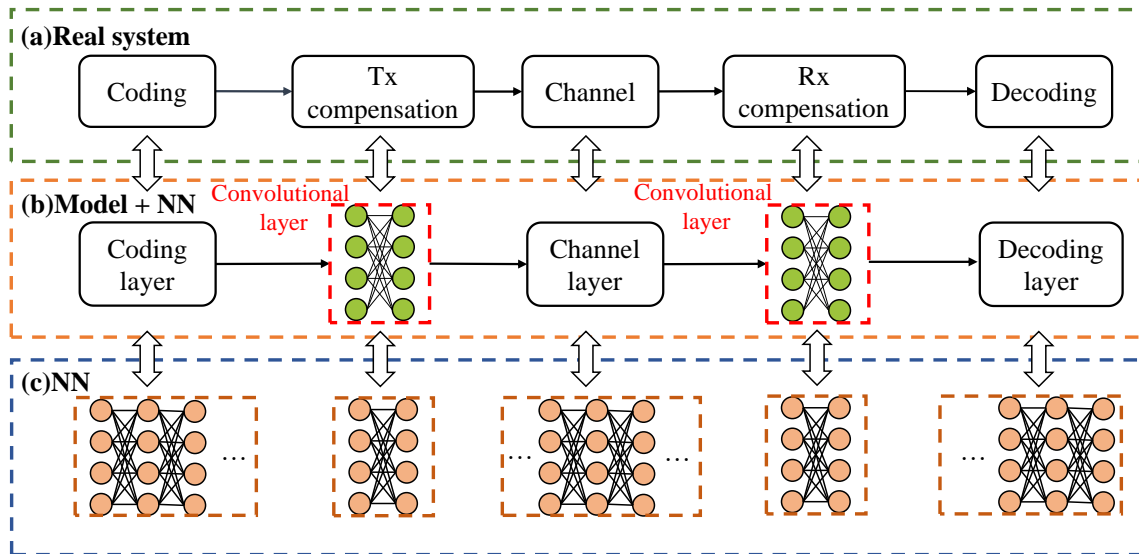 (a)Real system
Coding
Tx
compensation
Channel
Rx
compensation
Decoding
(b)Model + NN
Convolutional
layer
Convolutional
layer
Coding
layer
Channel
layer
Decoding
layer
(c)NN
...
...
...
...